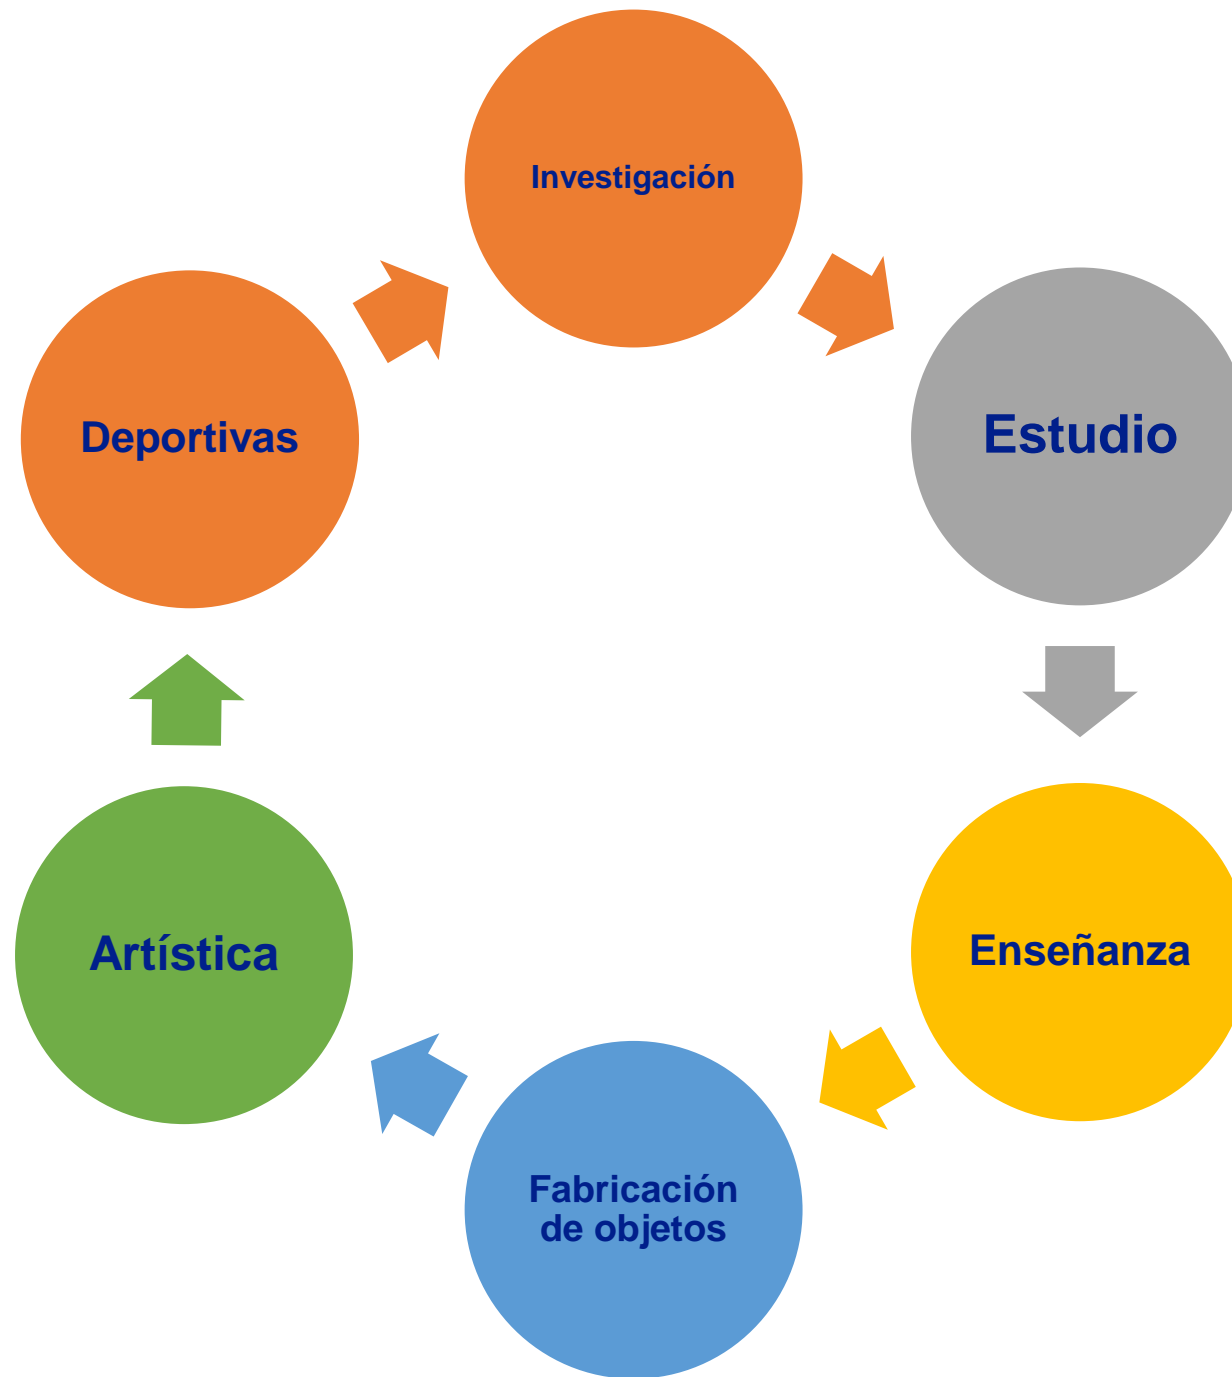 Investigación
Estudio
Enseñanza
Fabricación
de objetos
Artística
Deportivas